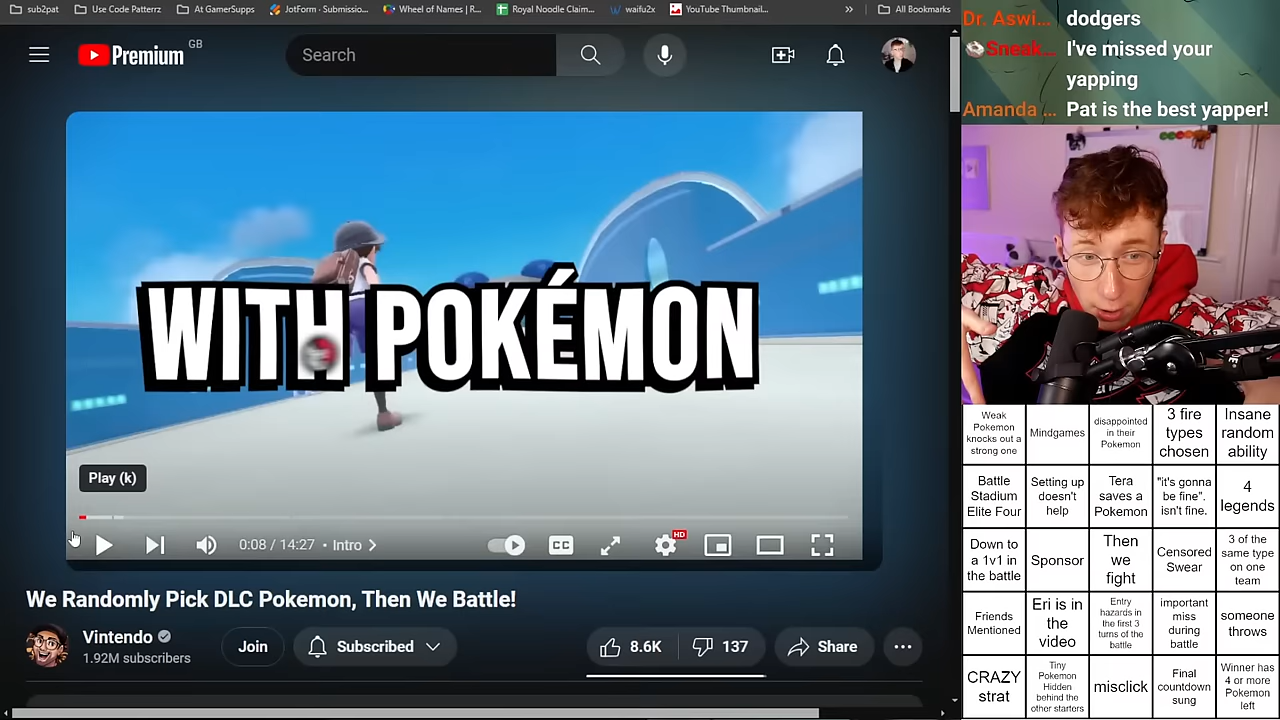 sub2pat
Use Code Patterrz
At GamerSupps
JotForm · Submissio...
Wheel of Names | R...
Royal Noodle Claim...
waifu2x
YouTube Thumbnail...
»
All Bookmarks
Premium GB
Search
WITH POKÉMON
Play (k)
0:08 / 14:27 • Intro
CC
HD
We Randomly Pick DLC Pokemon, Then We Battle!
Vintendo
1.92M subscribers
Join
Subscribed
8.6K
137
Share
Dr. Aswi... dodgers
Sneak... I've missed your
yapping
Amanda ... Pat is the best yapper!
Weak
Pokemon
knocks out a
strong one
Mindgames
disappointed
in their
Pokemon
3 fire
types
chosen
Insane
random
ability
Battle
Stadium
Elite Four
Setting up
doesn't
help
Tera
saves a
Pokemon
"it's gonna
be fine".
isn't fine.
4
legends
Down to
a 1v1 in
the battle
Sponsor
Then
we
fight
Censored
Swear
3 of the
same type
on one
team
Friends
Mentioned
Eri is in
the
video
Entry
hazards in
the first 3
turns of the
battle
important
miss
during
battle
someone
throws
CRAZY
strat
Tiny
Pokemon
Hidden
behind the
other starters
misclick
Final
countdown
sung
Winner has
4 or more
Pokemon
left